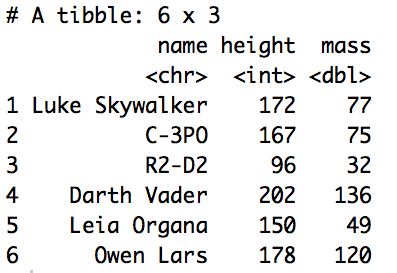 # A tibble: 6 x 3
name height mass
<chr> <int> <dbl>
1 Luke Skywalker 172 77
2 C-3PO 167 75
3 R2-D2 96 32
4 Darth Vader 202 136
5 Leia Organa 150 49
6 Owen Lars 178 120